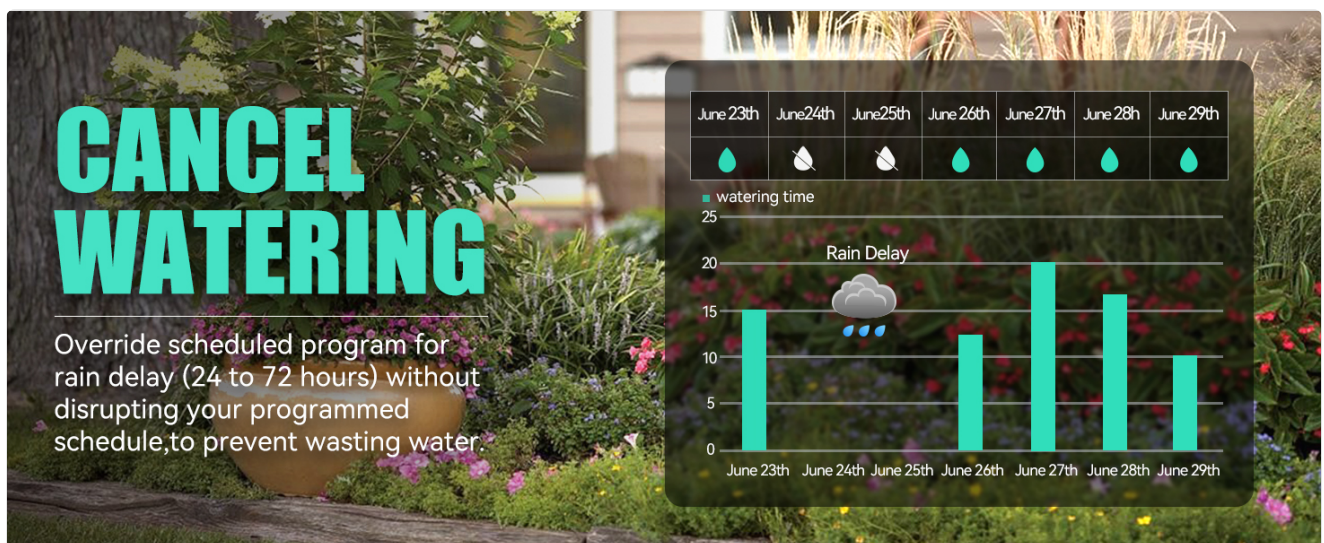 CANCEL
WATERING
Override scheduled program for
rain delay (24 to 72 hours) without
disrupting your programmed
schedule,to prevent wasting water.
June 23th June24th June25th June 26th June27th June 28h June 29th
watering time
25
Rain Delay
20
15
10
5
0
June 23th June 24th June 25th June 26th June 27th June 28th June 29th